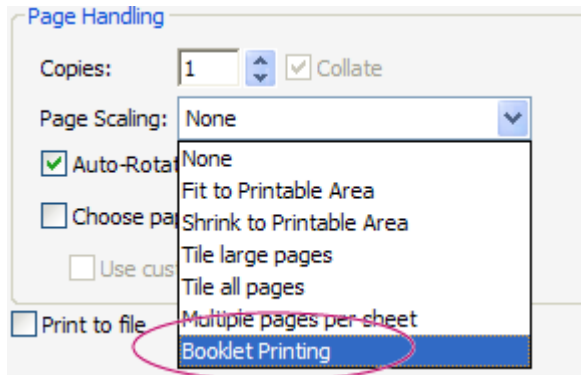 Page Handling
Copies: 1 Collate
Page Scaling: None
None
Auto-Rotat
Fit to Printable Area
Choose pa
Shrink to Printable Area
Tile large pages
Use cus
Tile all pages
Print to file
Multiple pages per sheet
Booklet Printing